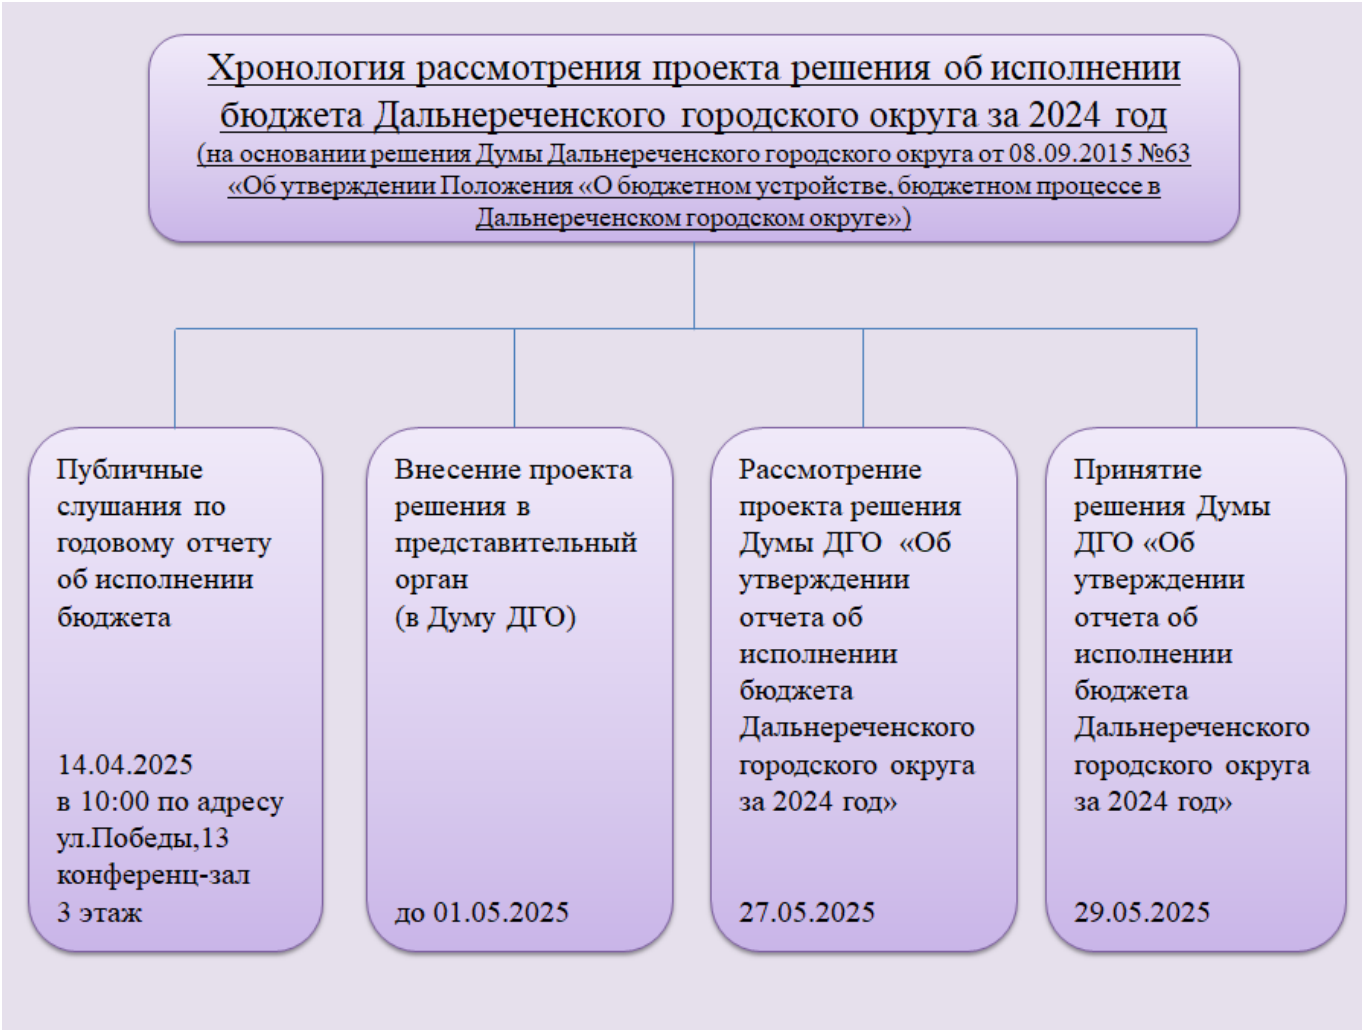 Хронология рассмотрения проекта решения об исполнении
бюджета Дальнереченского городского округа за 2024 год
(на основании решения Думы Дальнереченского городского округа от 08.09.2015 №63
«Об утверждении Положения «О бюджетном устройстве, бюджетном процессе в
Дальнереченском городском округе»)
Публичные
слушания по
годовому отчету
об исполнении
бюджета
14.04.2025
в 10:00 по адресу
ул.Победы,13
конференц-зал
3 этаж
Внесение проекта
решения в
представительный
орган
(в Думу ДГО)
до 01.05.2025
Рассмотрение
проекта решения
Думы ДГО «Об
утверждении
отчета об
исполнении
бюджета
Дальнереченского
городского округа
за 2024 год»
27.05.2025
Принятие
решения Думы
ДГО «Об
утверждении
отчета об
исполнении
бюджета
Дальнереченского
городского округа
за 2024 год»
29.05.2025